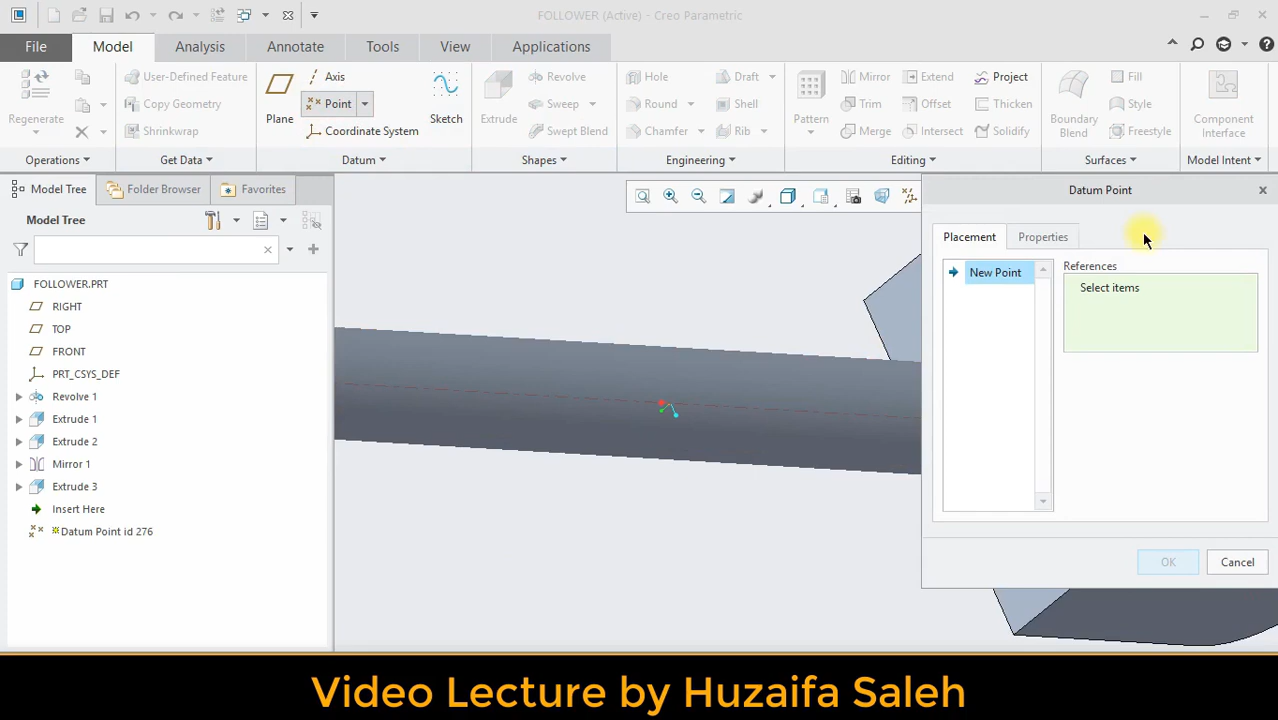 FOLLOWER (Active) - Creo Parametric
File Model Analysis Annotate Tools View Applications
Regenerate
Operations
User-Defined Feature
Copy Geometry
Shrinkwrap
Get Data
Plane
Axis
Point
Coordinate System
Sketch
Datum
Extrude
Revolve
Sweep
Swept Blend
Shapes
Hole
Round
Chamfer
Draft
Shell
Rib
Engineering
Pattern
Mirror
Trim
Merge
Extend
Offset
Intersect
Project
Thicken
Solidify
Editing
Boundary
Blend
Fill
Style
Freestyle
Surfaces
Component
Interface
Model Intent
Model Tree Folder Browser Favorites
Model Tree
FOLLOWER.PRT
RIGHT
TOP
FRONT
PRT_CSYS_DEF
Revolve 1
Extrude 1
Extrude 2
Mirror 1
Extrude 3
Insert Here
Datum Point id 276
Datum Point
Placement Properties
New Point
References
Select items
OK Cancel
Video Lecture by Huzaifa Saleh